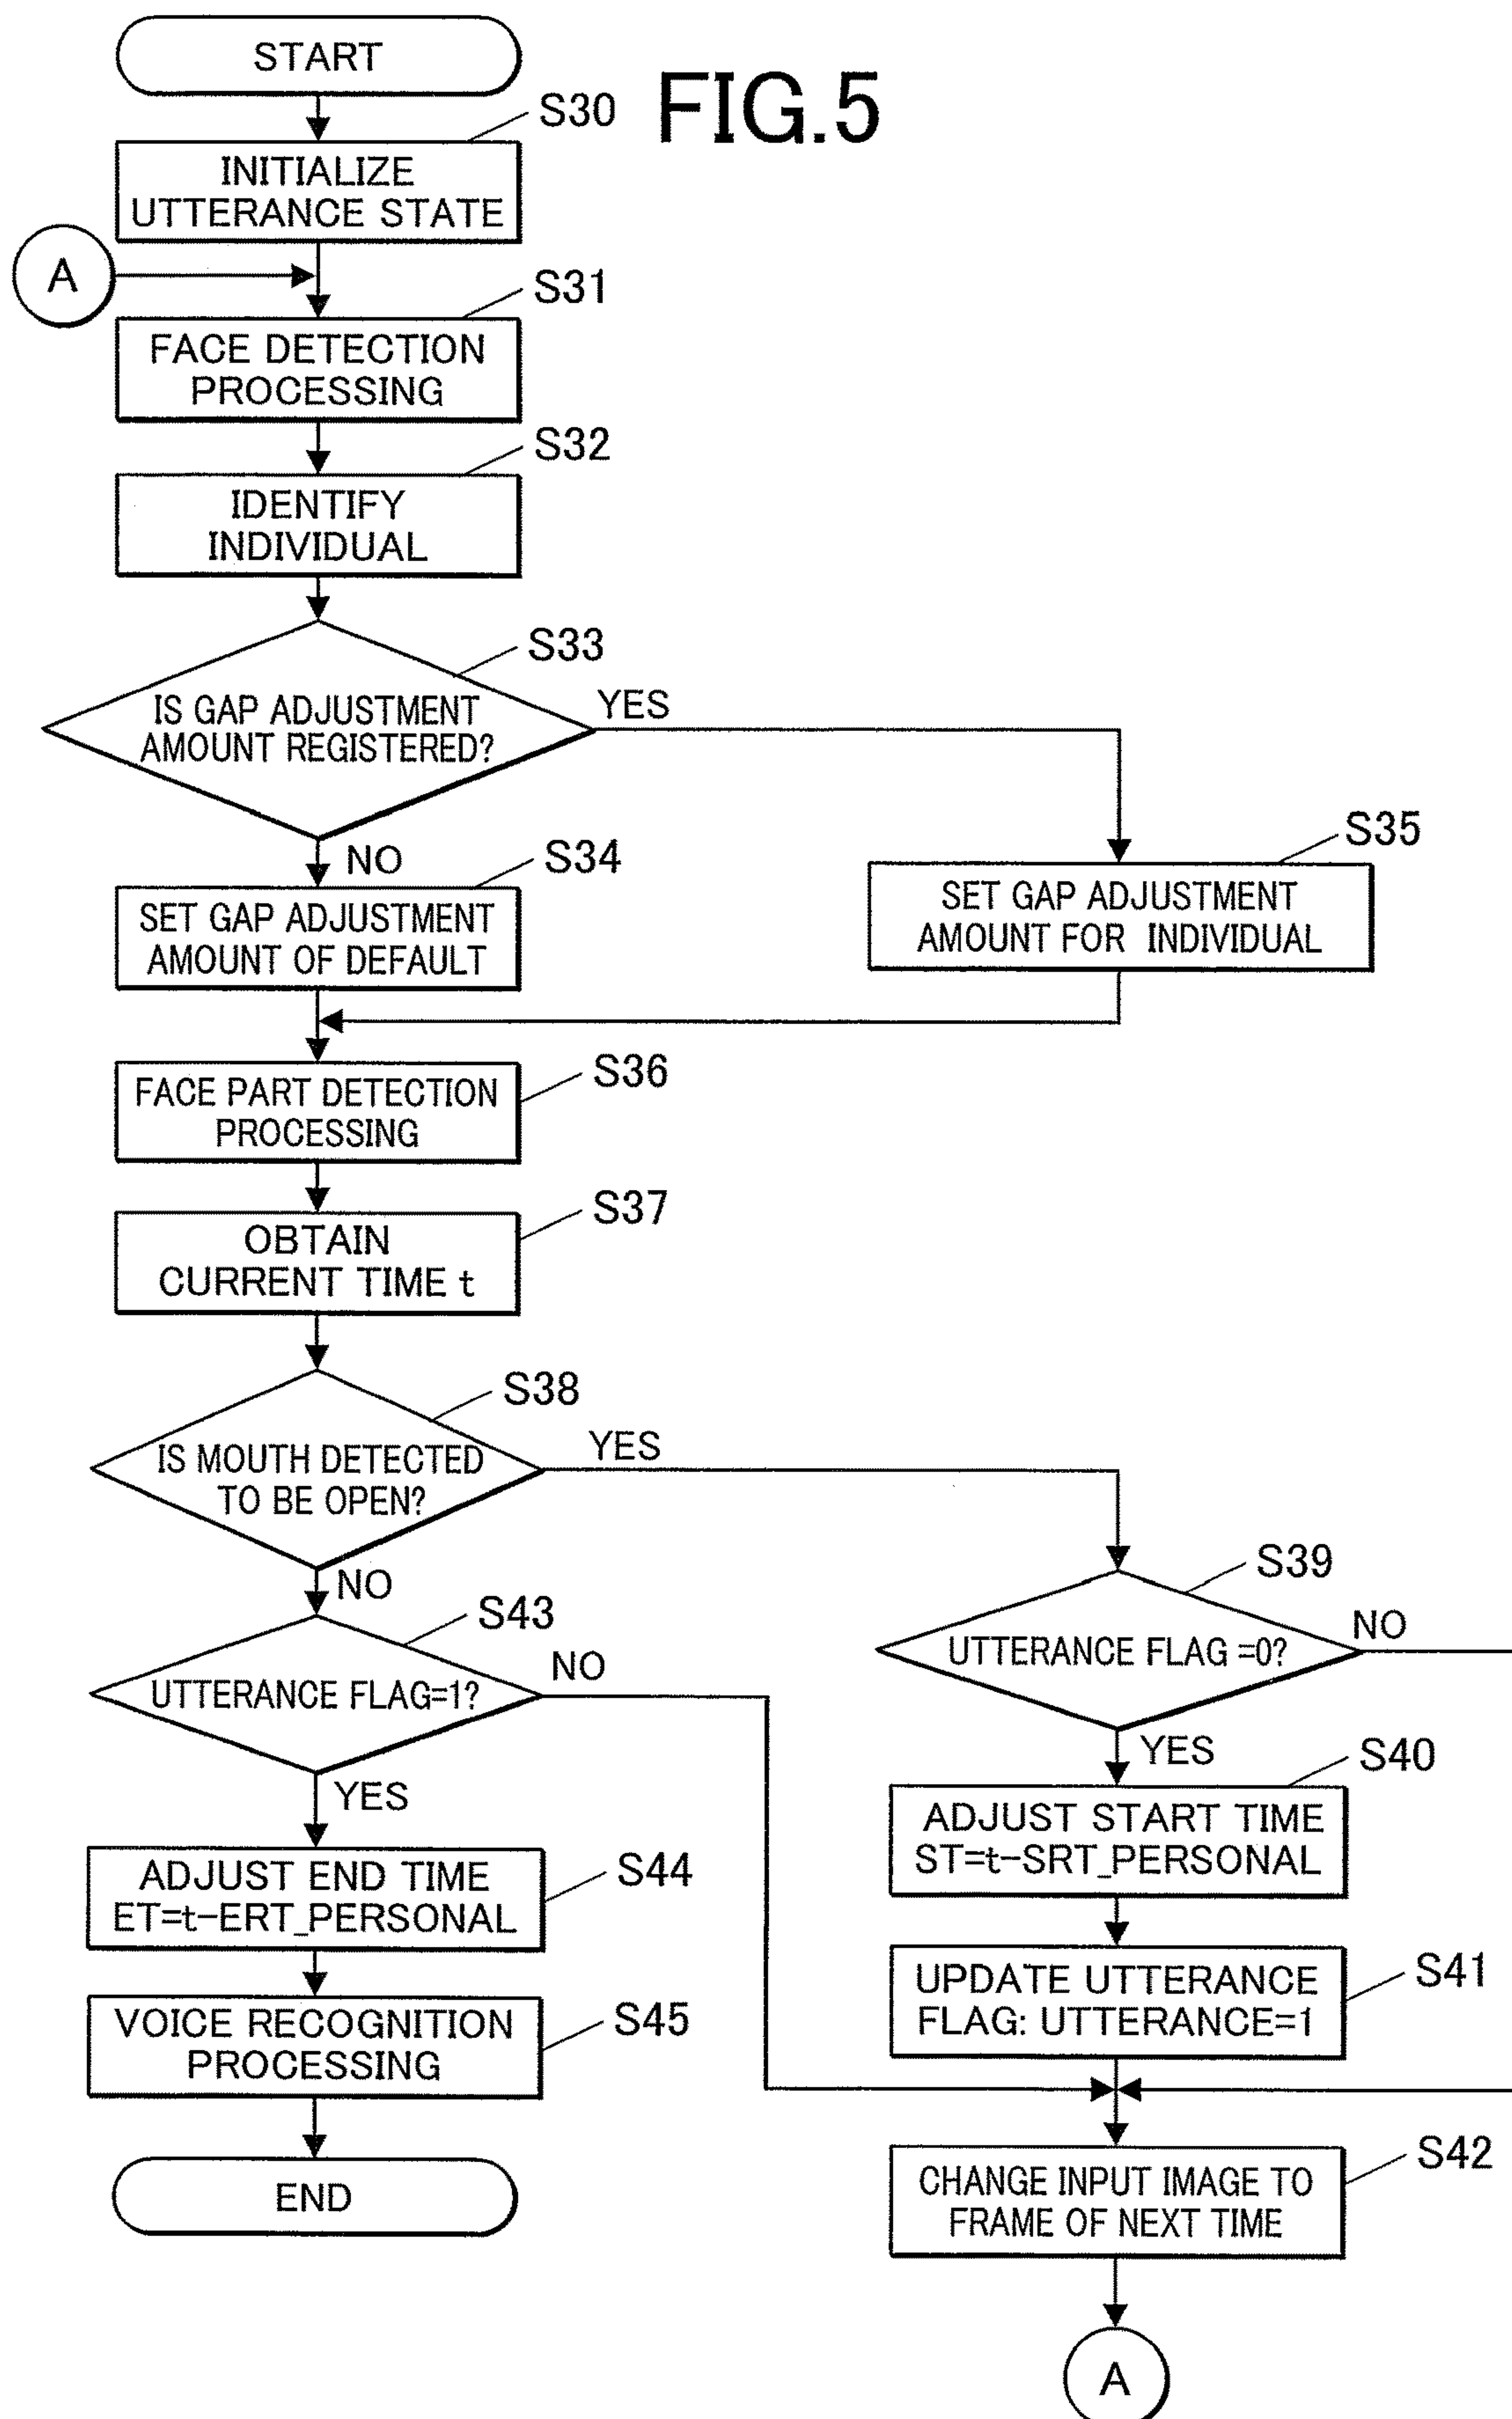 START
FIG.5
S30
INITIALIZE
UTTERANCE STATE
A
S31
FACE DETECTION
PROCESSING
S32
IDENTIFY
INDIVIDUAL
S33
IS GAP ADJUSTMENT
AMOUNT REGISTERED?
YES
NO
S34
SET GAP ADJUSTMENT
AMOUNT OF DEFAULT
S35
SET GAP ADJUSTMENT
AMOUNT FOR INDIVIDUAL
S36
FACE PART DETECTION
PROCESSING
S37
OBTAIN
CURRENT TIME t
S38
IS MOUTH DETECTED
TO BE OPEN?
YES
NO
S39
UTTERANCE FLAG =0?
NO
YES
S43
UTTERANCE FLAG=1?
NO
YES
S40
ADJUST START TIME
ST=t-SRT_PERSONAL
S44
ADJUST END TIME
ET=t-ERT_PERSONAL
S41
UPDATE UTTERANCE
FLAG: UTTERANCE=1
S45
VOICE RECOGNITION
PROCESSING
S42
CHANGE INPUT IMAGE TO
FRAME OF NEXT TIME
END
A